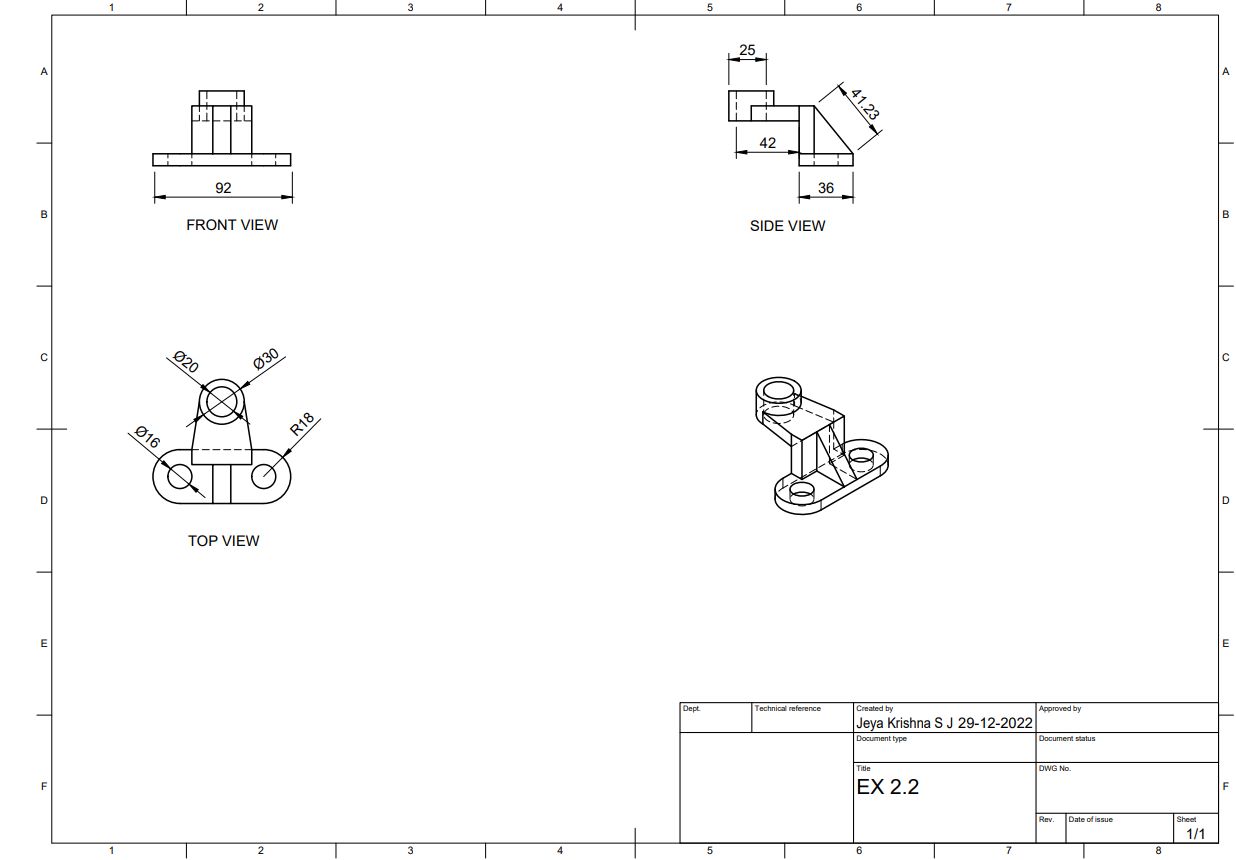 1 2 3 4 5 6 7 8
A A
25
41.23
42
92
36
B B
FRONT VIEW SIDE VIEW
C C
Ø20 Ø30
Ø16 R18
D D
TOP VIEW
E E
Dept. Technical reference Created by Approved by
Jeya Krishna S J 29-12-2022
Document type Document status
Title DWG No.
EX 2.2
F F
Rev. Date of issue Sheet
1/1
1 2 3 4 5 6 7 8